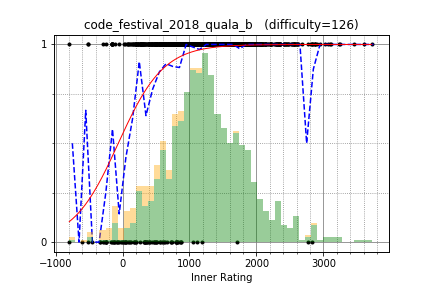 code_festival_2018_quala_b (difficulty=126)
1
0
-1000 0 1000 2000 3000
Inner Rating